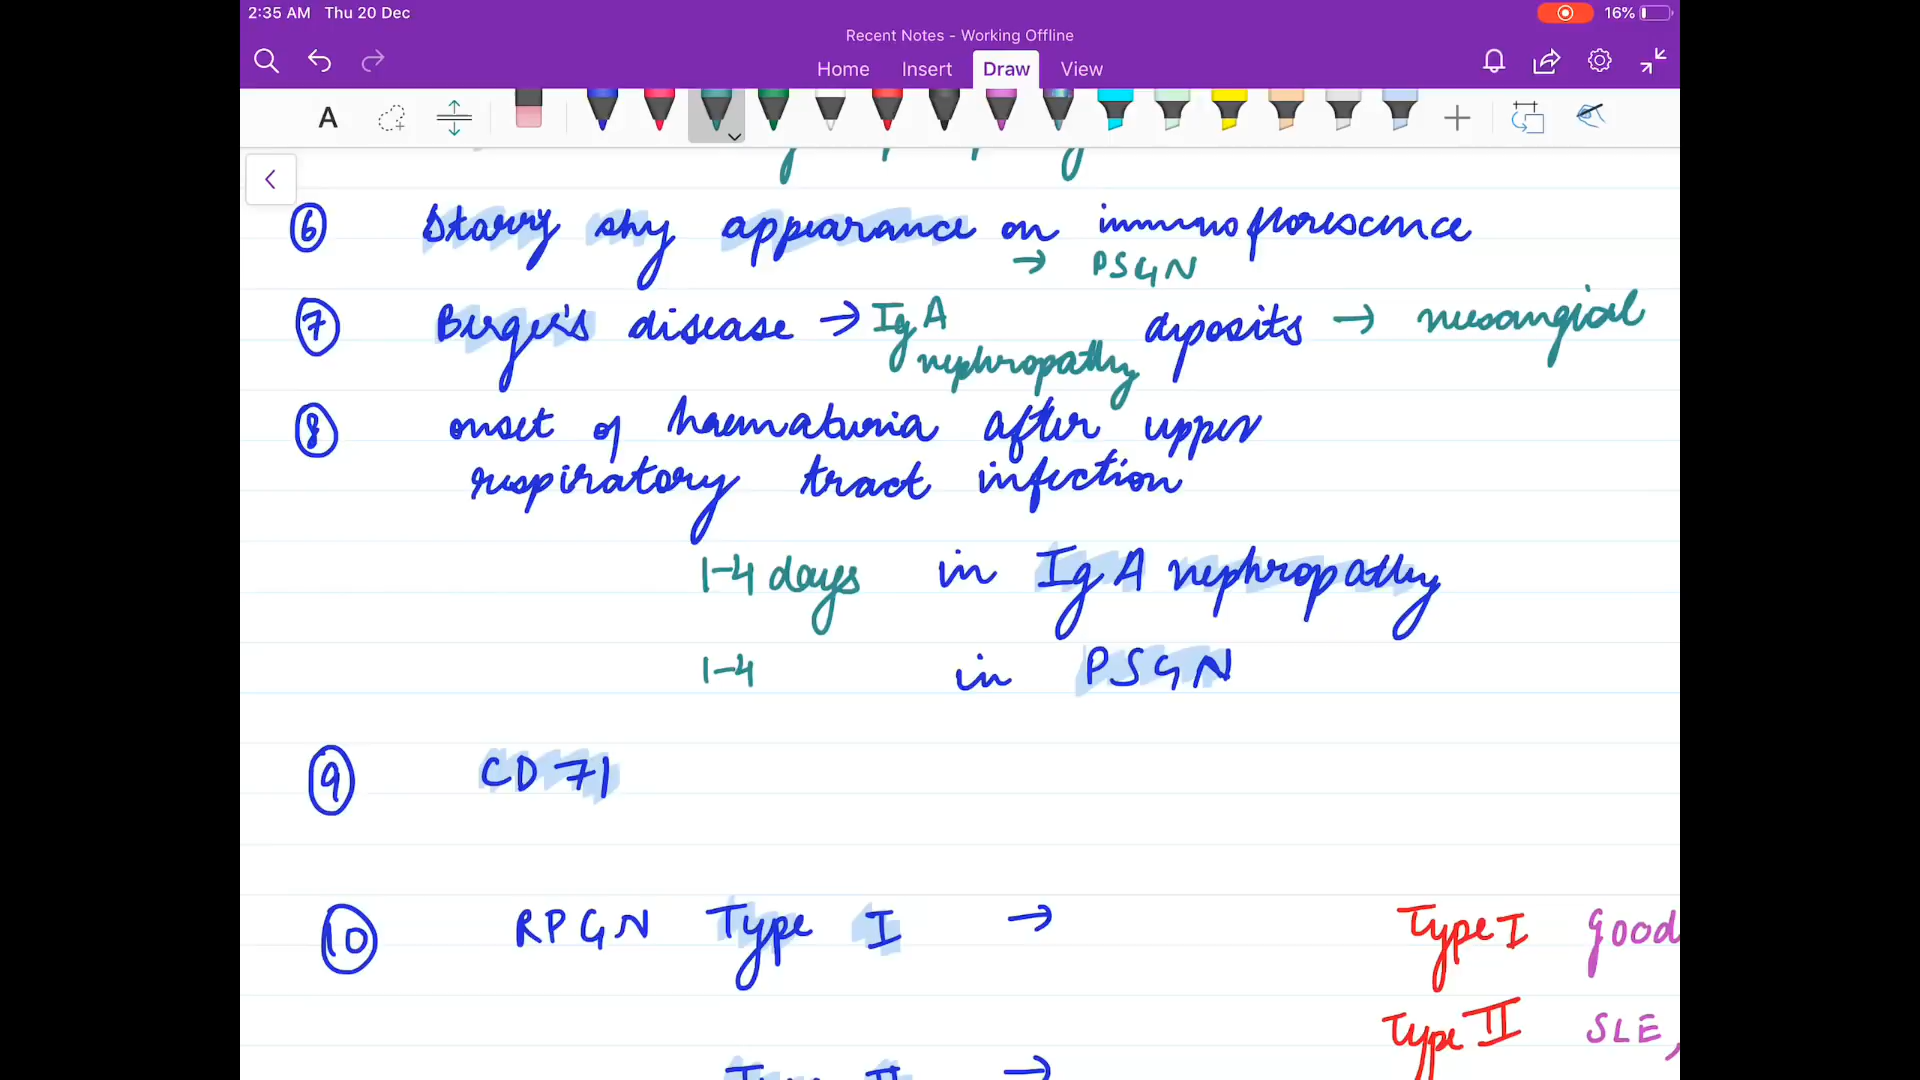 2:35 AM Thu 20 Dec 16%
Recent Notes - Working Offline
Home Insert Draw View
A
6 Starry sky appearance on immunoflorescence
→ PSGN
7 Berger's disease → IgA nephropathy deposits → mesangial
8 onset of haematuria after upper
respiratory tract infection
1-4 days in IgA nephropathy
1-4 in PSGN
9 CD 71
10 RPGN Type I → Type I good
Type II SLE,
Type II →